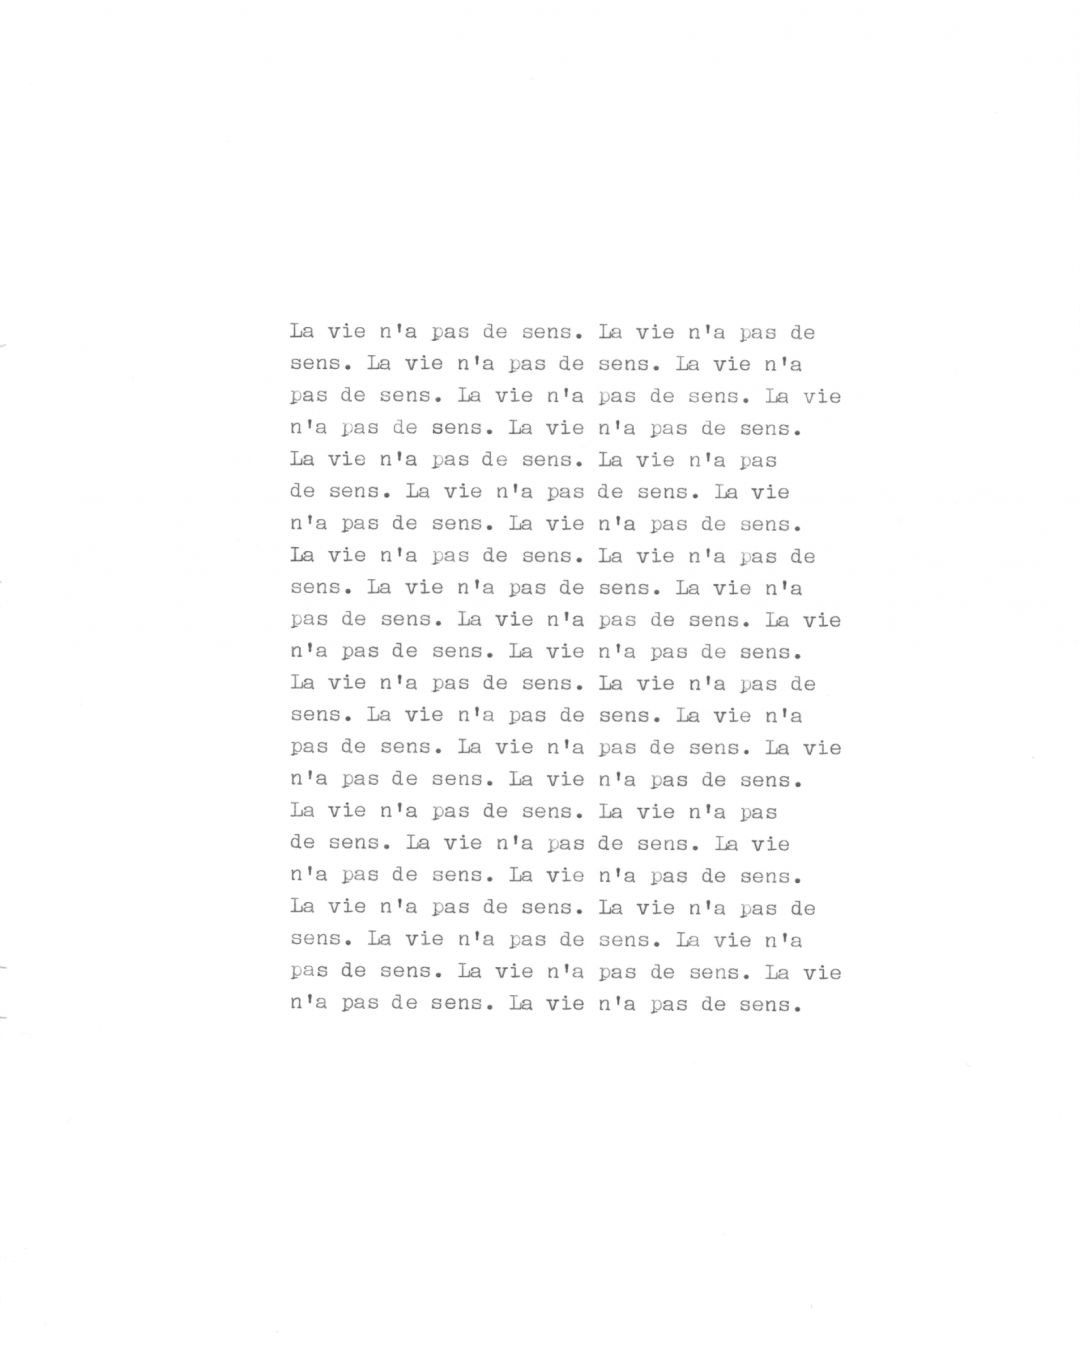 La vie n'a pas de sens. La vie n'a pas de
sens. La vie n'a pas de sens. La vie n'a
pas de sens. La vie n'a pas de sens. La vie
n'a pas de sens. La vie n'a pas de sens.
La vie n'a pas de sens. La vie n'a pas
de sens. La vie n'a pas de sens. La vie
n'a pas de sens. La vie n'a pas de sens.
La vie n'a pas de sens. La vie n'a pas de
sens. La vie n'a pas de sens. La vie n'a
pas de sens. La vie n'a pas de sens. La vie
n'a pas de sens. La vie n'a pas de sens.
La vie n'a pas de sens. La vie n'a pas de
sens. La vie n'a pas de sens. La vie n'a
pas de sens. La vie n'a pas de sens. La vie
n'a pas de sens. La vie n'a pas de sens.
La vie n'a pas de sens. La vie n'a pas
de sens. La vie n'a pas de sens. La vie
n'a pas de sens. La vie n'a pas de sens.
La vie n'a pas de sens. La vie n'a pas de
sens. La vie n'a pas de sens. La vie n'a
pas de sens. La vie n'a pas de sens. La vie
n'a pas de sens. La vie n'a pas de sens.